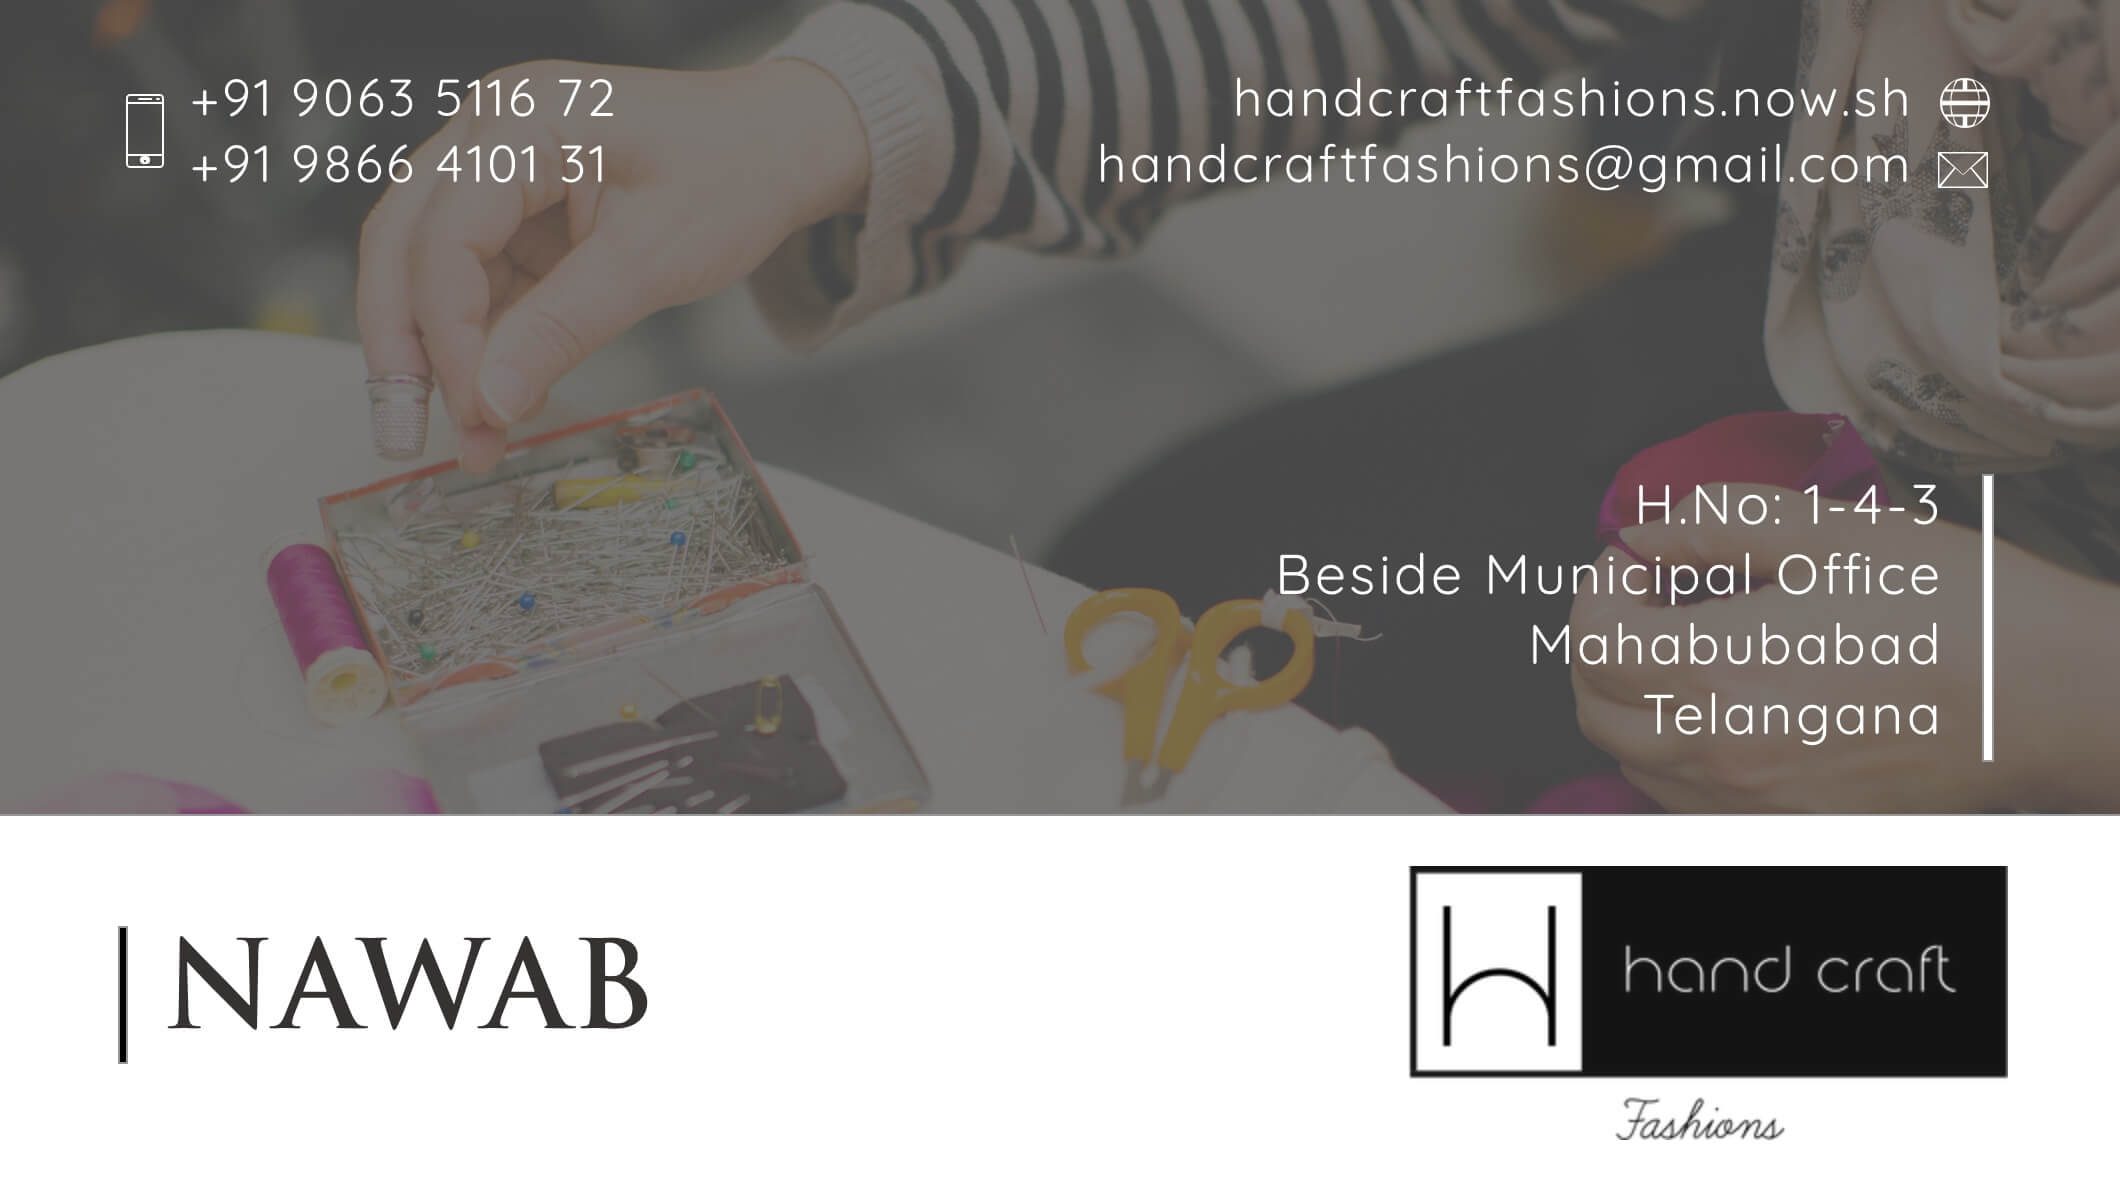 +91 9063 5116 72
+91 9866 4101 31
handcraftfashions.now.sh
handcraftfashions@gmail.com
H.No: 1-4-3
Beside Municipal Office
Mahabubabad
Telangana
NAWAB
H
hand craft
Fashions